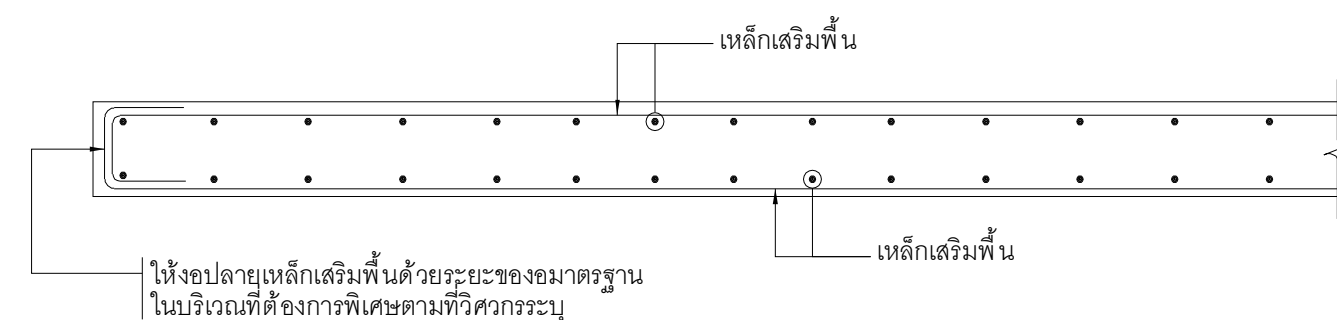 เหล็กเสริมพื้น
เหล็กเสริมพื้น
ให้งอปลายเหล็กเสริมพื้นด้วยระยะของอมาตรฐาน
ในบริเวณที่ต้องการพิเศษตามที่วิศวกรระบุ